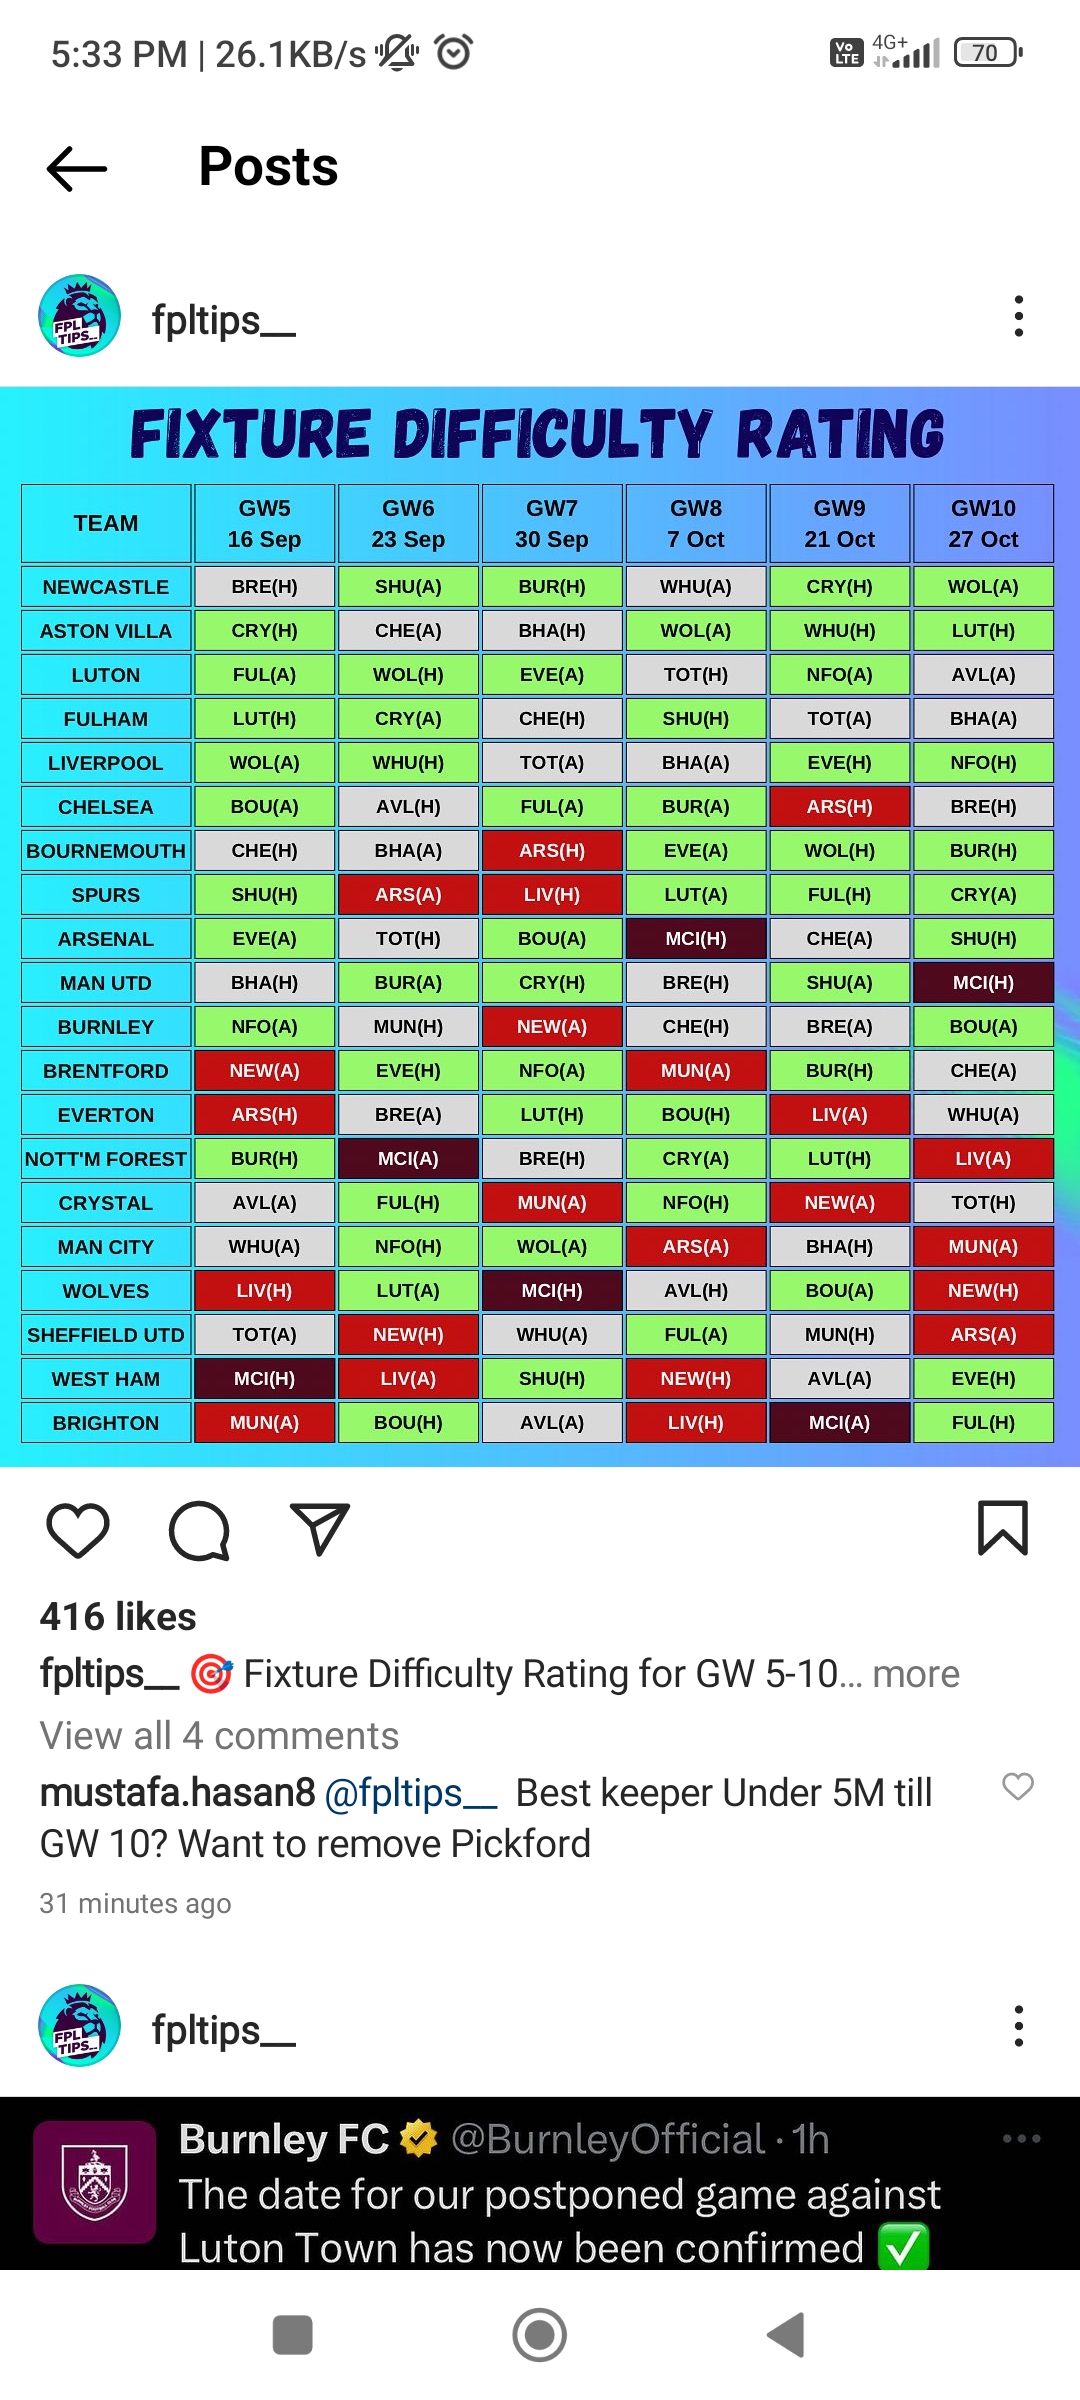 5:33 PM | 26.1KB/s
Vo LTE 4G+ 70
Posts
FPL TIPS__
fpltips__
FIXTURE DIFFICULTY RATING
TEAM GW5 16 Sep GW6 23 Sep GW7 30 Sep GW8 7 Oct GW9 21 Oct GW10 27 Oct
NEWCASTLE BRE(H) SHU(A) BUR(H) WHU(A) CRY(H) WOL(A)
ASTON VILLA CRY(H) CHE(A) BHA(H) WOL(A) WHU(H) LUT(H)
LUTON FUL(A) WOL(H) EVE(A) TOT(H) NFO(A) AVL(A)
FULHAM LUT(H) CRY(A) CHE(H) SHU(H) TOT(A) BHA(A)
LIVERPOOL WOL(A) WHU(H) TOT(A) BHA(A) EVE(H) NFO(H)
CHELSEA BOU(A) AVL(H) FUL(A) BUR(A) ARS(H) BRE(H)
BOURNEMOUTH CHE(H) BHA(A) ARS(H) EVE(A) WOL(H) BUR(H)
SPURS SHU(H) ARS(A) LIV(H) LUT(A) FUL(H) CRY(A)
ARSENAL EVE(A) TOT(H) BOU(A) MCI(H) CHE(A) SHU(H)
MAN UTD BHA(H) BUR(A) CRY(H) BRE(H) SHU(A) MCI(H)
BURNLEY NFO(A) MUN(H) NEW(A) CHE(H) BRE(A) BOU(A)
BRENTFORD NEW(A) EVE(H) NFO(A) MUN(A) BUR(H) CHE(A)
EVERTON ARS(H) BRE(A) LUT(H) BOU(H) LIV(A) WHU(A)
NOTT'M FOREST BUR(H) MCI(A) BRE(H) CRY(A) LUT(H) LIV(A)
CRYSTAL AVL(A) FUL(H) MUN(A) NFO(H) NEW(A) TOT(H)
MAN CITY WHU(A) NFO(H) WOL(A) ARS(A) BHA(H) MUN(A)
WOLVES LIV(H) LUT(A) MCI(H) AVL(H) BOU(A) NEW(H)
SHEFFIELD UTD TOT(A) NEW(H) WHU(A) FUL(A) MUN(H) ARS(A)
WEST HAM MCI(H) LIV(A) SHU(H) NEW(H) AVL(A) EVE(H)
BRIGHTON MUN(A) BOU(H) AVL(A) LIV(H) MCI(A) FUL(H)
416 likes
fpltips__ 🎯 Fixture Difficulty Rating for GW 5-10... more
View all 4 comments
mustafa.hasan8 @fpltips__ Best keeper Under 5M till
GW 10? Want to remove Pickford
31 minutes ago
FPL TIPS__
fpltips__
Burnley FC @BurnleyOfficial · 1h
The date for our postponed game against
Luton Town has now been confirmed ✅